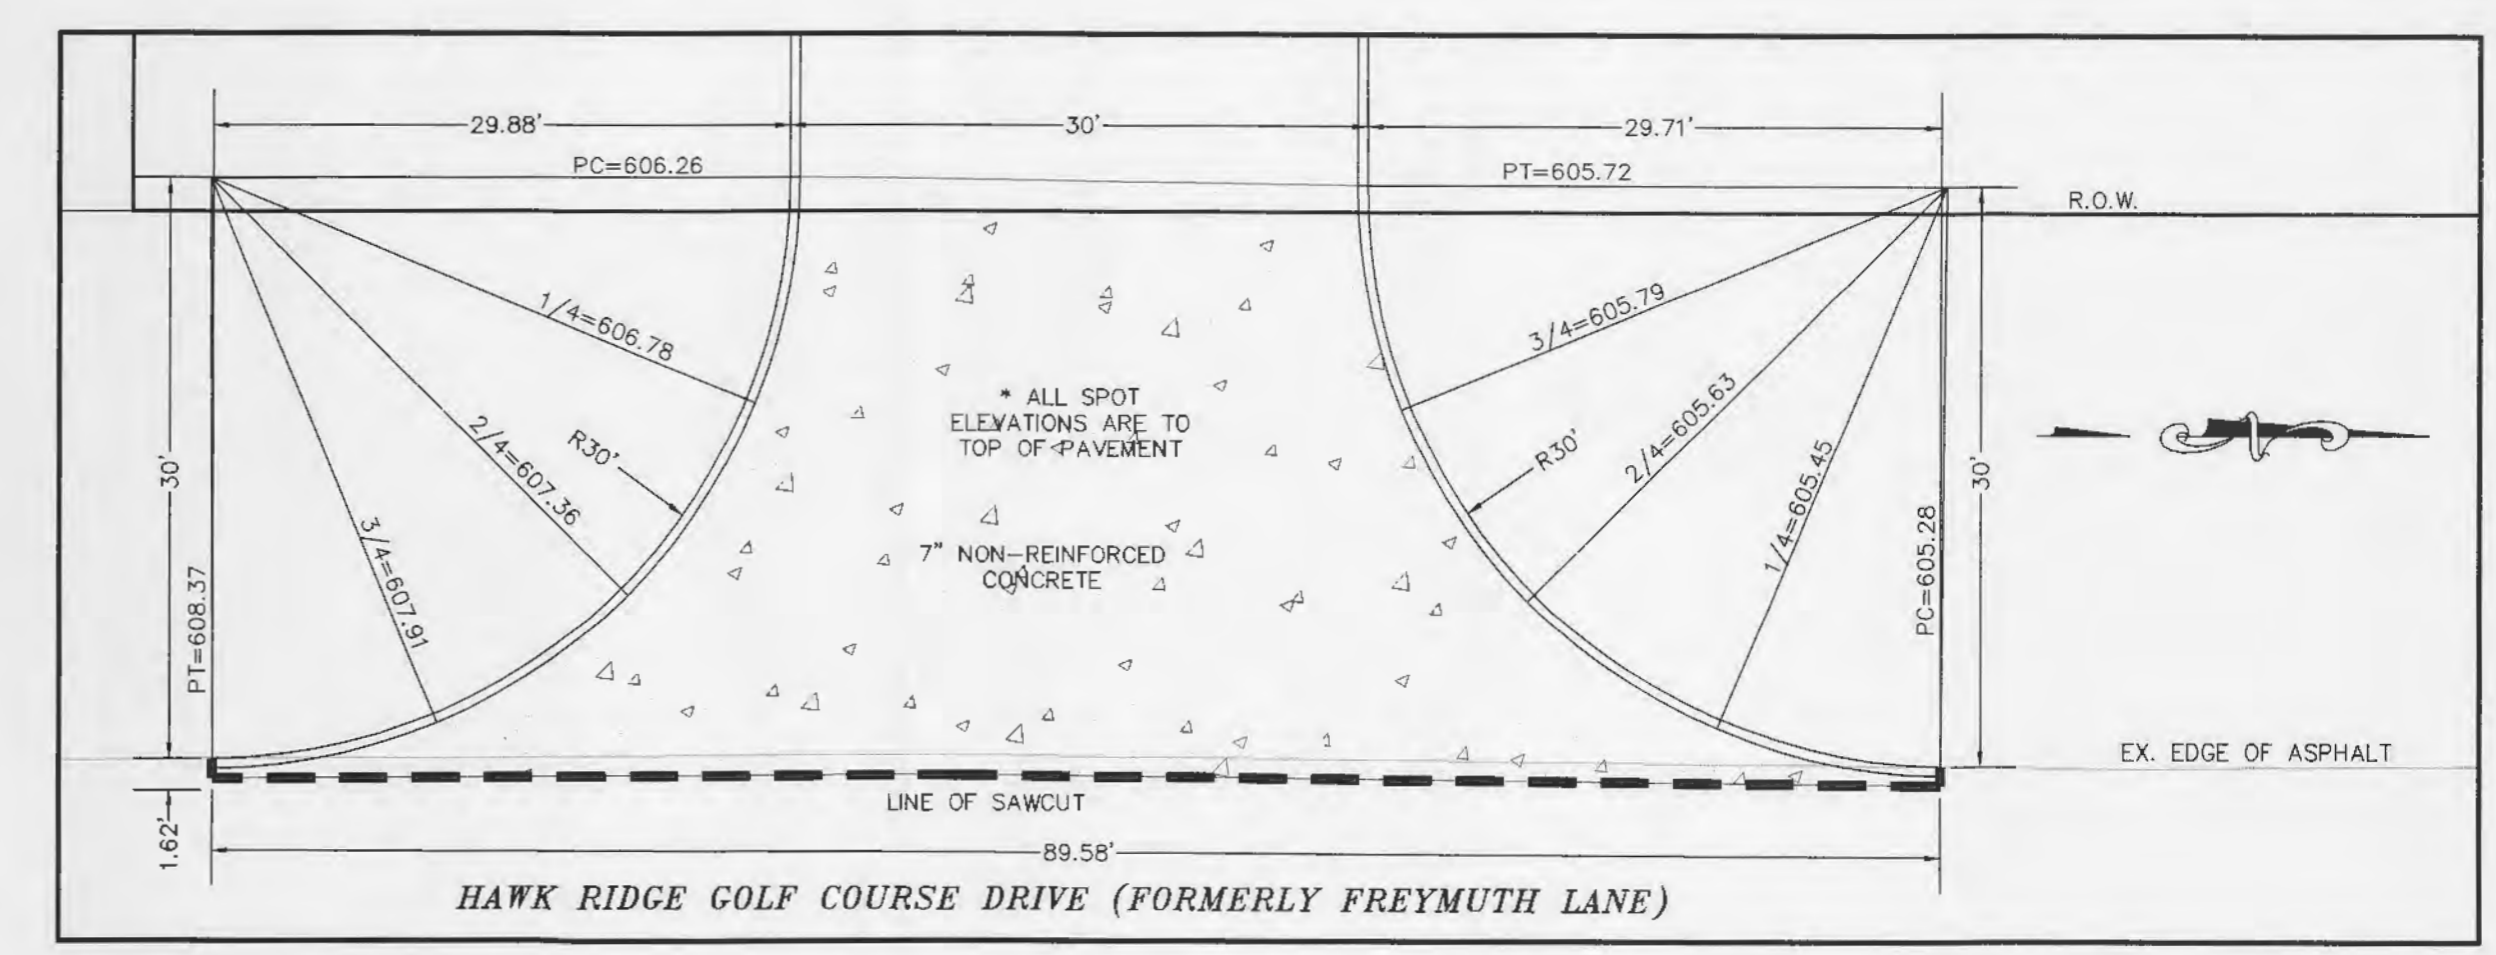 29.88'
30'
29.71'
PC=606.26
PT=605.72
R.O.W.
1/4=606.78
3/4=605.79
* ALL SPOT
ELEVATIONS ARE TO
TOP OF PAVEMENT
2/4=607.36
R30'
R30'
2/4=605.63
1/4=605.45
30'
30'
7" NON-REINFORCED
CONCRETE
3/4=607.91
PT=608.37
PC=605.28
EX. EDGE OF ASPHALT
LINE OF SAWCUT
1.62'
89.58'
HAWK RIDGE GOLF COURSE DRIVE (FORMERLY FREYMUTH LANE)